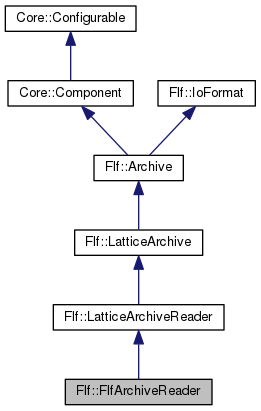 Core::Configurable
Core::Component
Flf::IoFormat
Flf::Archive
Flf::LatticeArchive
Flf::LatticeArchiveReader
Flf::FlfArchiveReader